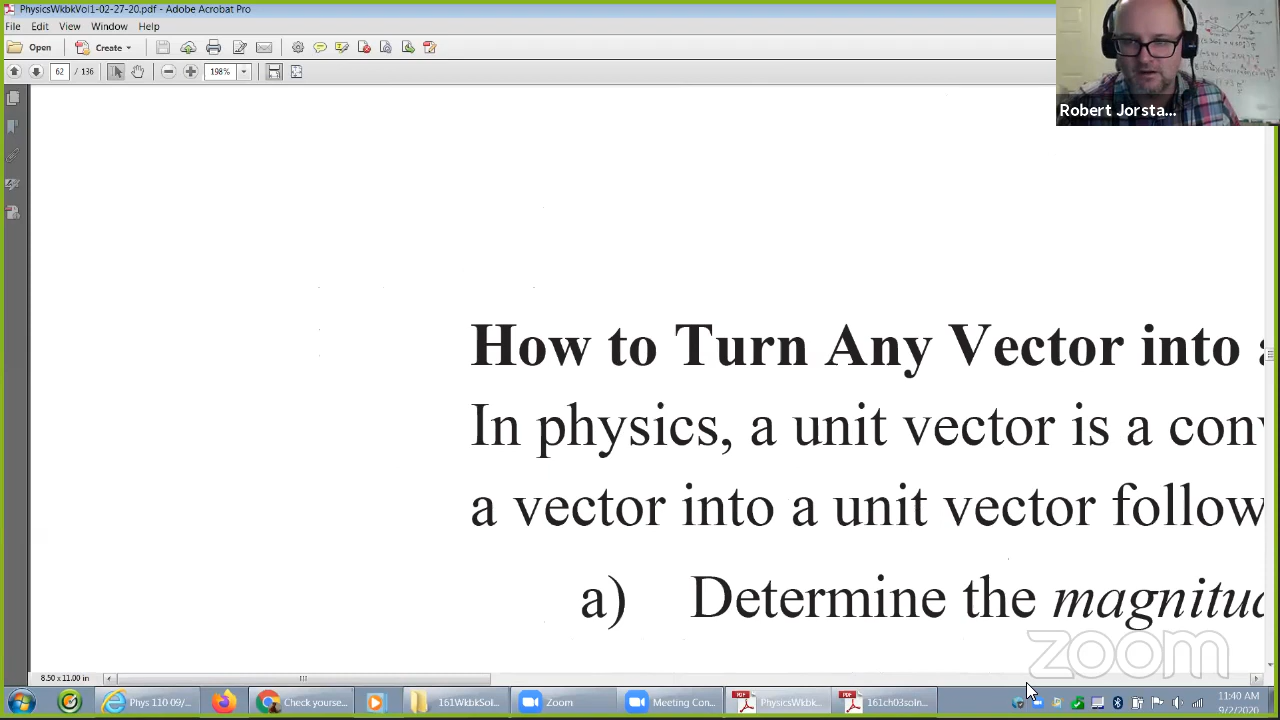 PhysicsWkbkVol1-02-27-20.pdf - Adobe Acrobat Pro
File Edit View Window Help
Open Create
62 / 136 198%
Robert Jorsta...
How to Turn Any Vector into
In physics, a unit vector is a
a vector into a unit vector
a) Determine the
zoom
8.50 x 11.00 in
Phys 110 09/... Check yourse... 161WkbkSol... Zoom Meeting Con... PhysicsWkbk... 161ch03soln... 11:40 AM
9/2/2020